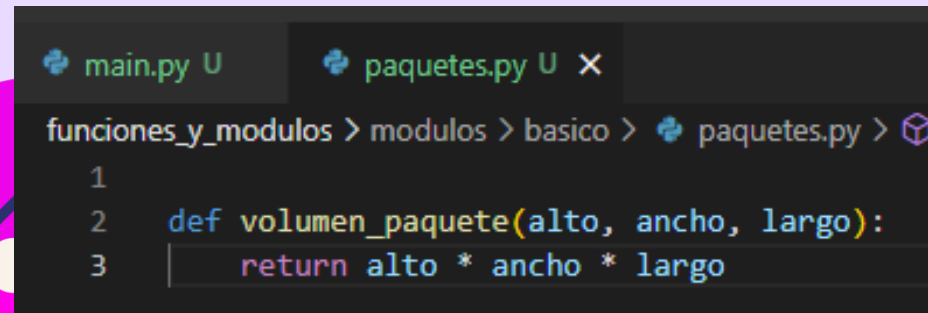 main.py U paquetes.py U
funciones_y_modulos > modulos > basico > paquetes.py >
1
2 def volumen_paquete(alto, ancho, largo):
3 return alto * ancho * largo